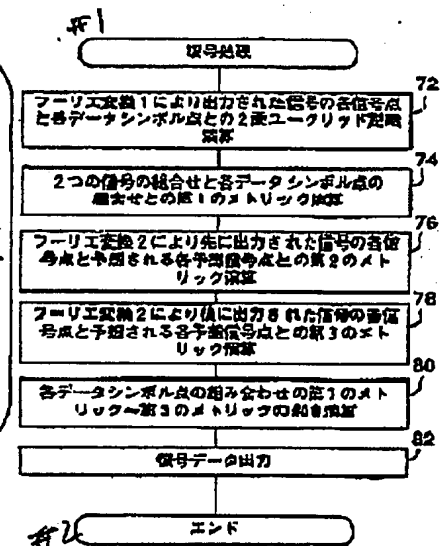 #1
復号処理
72
フーリエ変換1により出力された信号の各信号点
と各データシンボル点との2乗ユークリッド距離
演算
74
2つの信号の組合せと各データシンボル点の
組合せとの第1のメトリック演算
76
フーリエ変換2により先に出力された信号の各信
号点と予想される各予想信号点との第2のメト
リック演算
78
フーリエ変換2により後に出力された信号の各信
号点と予想される各予想信号点との第3のメト
リック演算
80
各データシンボル点の組み合わせの第1のメト
リック〜第3のメトリックの和を演算
82
復号データ出力
#2
エンド